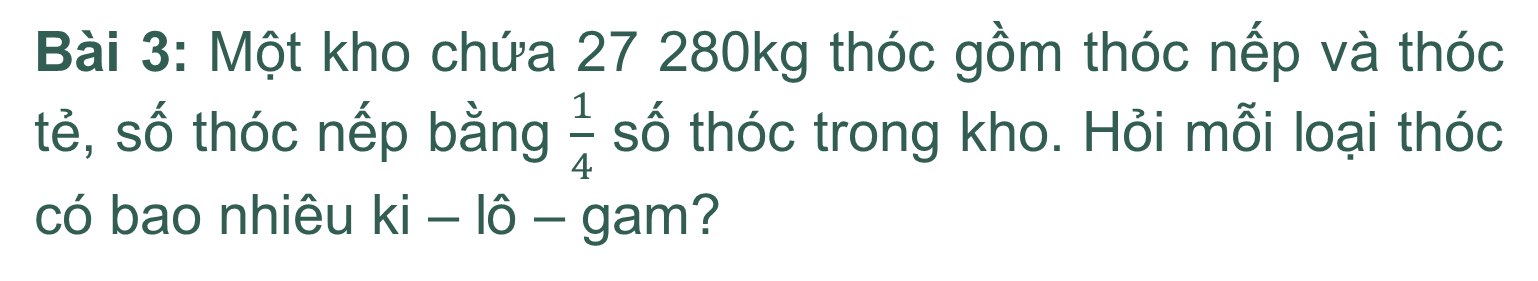 Bài 3: Một kho chứa 27 280kg thóc gồm thóc nếp và thóc
tẻ, số thóc nếp bằng 1/4 số thóc trong kho. Hỏi mỗi loại thóc
có bao nhiêu ki – lô – gam?